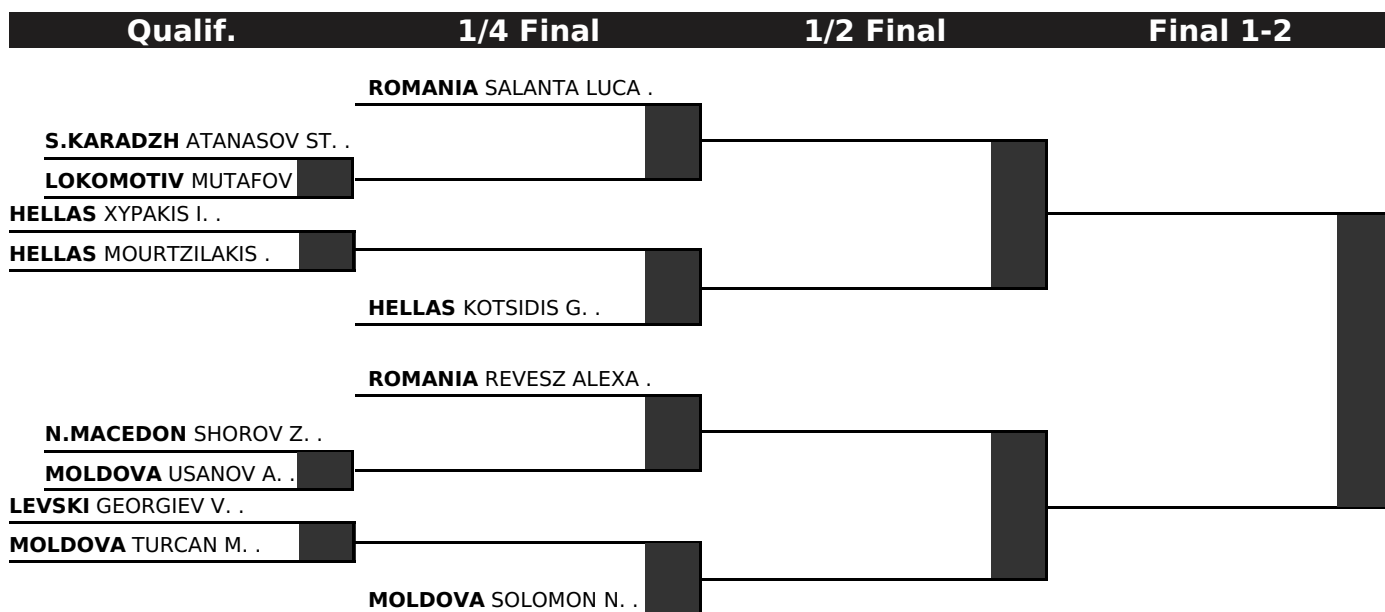 Qualif. 1/4 Final 1/2 Final Final 1-2
ROMANIA SALANTA LUCA .
S.KARADZH ATANASOV ST. .
LOKOMOTIV MUTAFOV
HELLAS XYPAKIS I. .
HELLAS MOURTZILAKIS .
HELLAS KOTSIDIS G. .
ROMANIA REVESZ ALEXA .
N.MACEDON SHOROV Z. .
MOLDOVA USANOV A. .
LEVSKI GEORGIEV V. .
MOLDOVA TURCAN M. .
MOLDOVA SOLOMON N. .